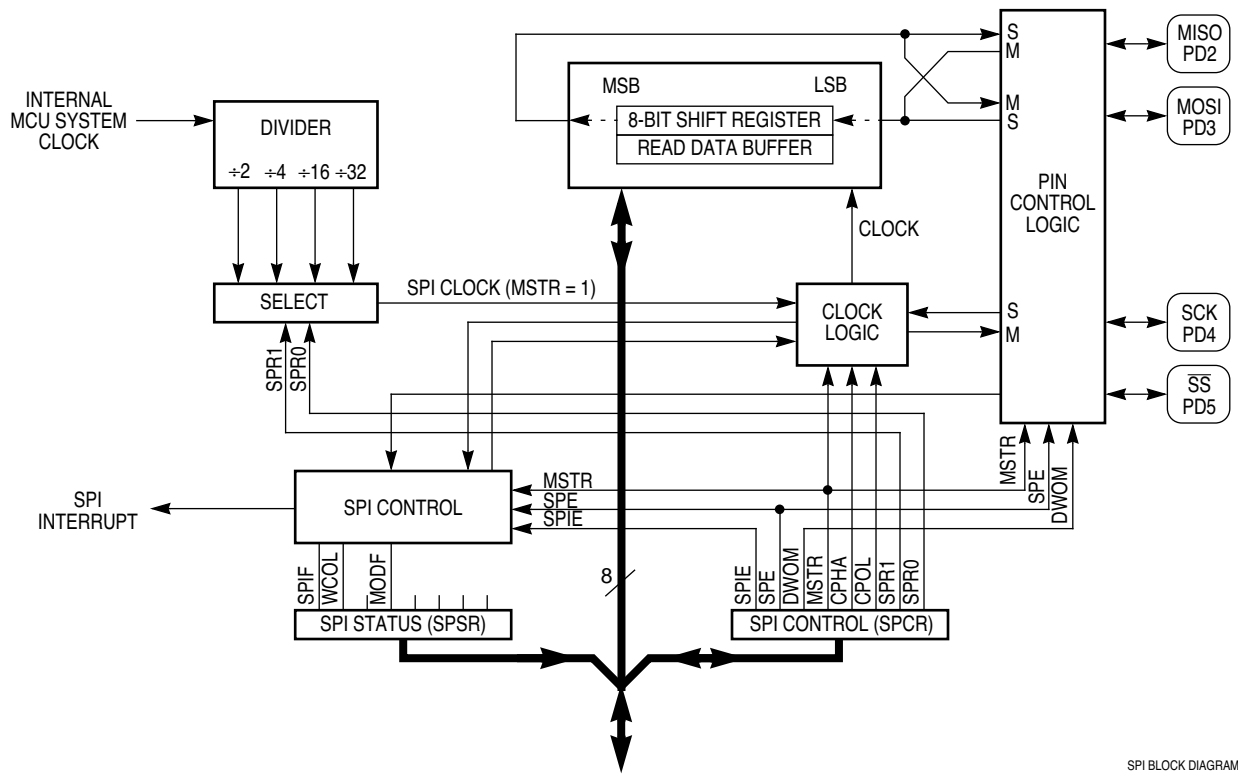 INTERNAL
MCU SYSTEM
CLOCK
DIVIDER
÷2 ÷4 ÷16 ÷32
SELECT
SPI CLOCK (MSTR = 1)
SPR1
SPR0
MSB
LSB
8-BIT SHIFT REGISTER
READ DATA BUFFER
CLOCK
CLOCK
LOGIC
S
M
M
S
S
M
PIN
CONTROL
LOGIC
MISO
PD2
MOSI
PD3
SCK
PD4
SS
PD5
MSTR
SPE
DWOM
SPI
INTERRUPT
SPI CONTROL
MSTR
SPE
SPIE
SPIF
WCOL
MODF
SPI STATUS (SPSR)
8
SPIE
SPE
DWOM
MSTR
CPHA
CPOL
SPR1
SPR0
SPI CONTROL (SPCR)
SPI BLOCK DIAGRAM